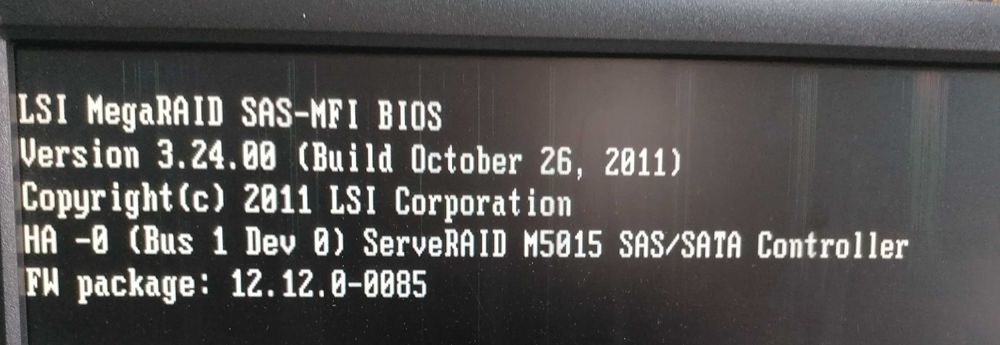 LSI MegaRAID SAS-MFI BIOS
Version 3.24.00 (Build October 26, 2011)
Copyright(c) 2011 LSI Corporation
HA -0 (Bus 1 Dev 0) ServeRAID M5015 SAS/SATA Controller
FW package: 12.12.0-0085